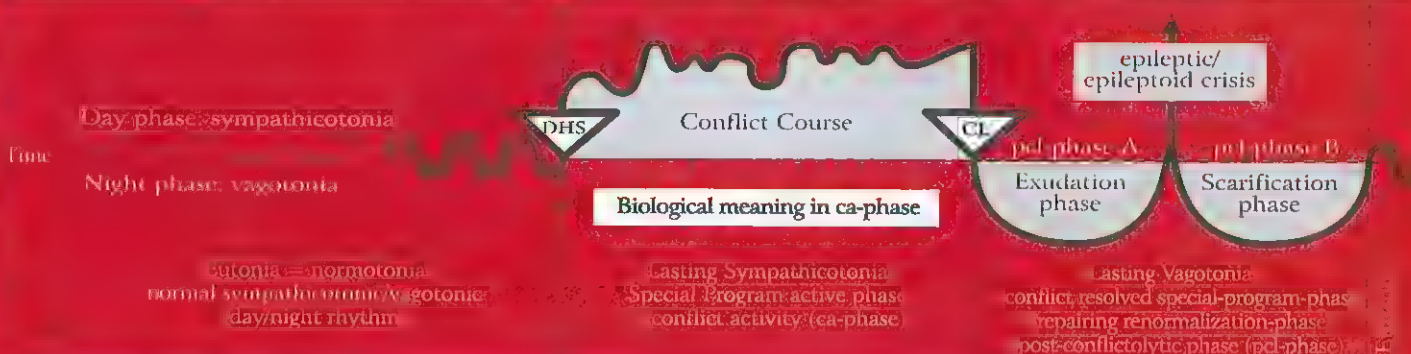 epileptic/
epileptoid crisis
Day phase: sympathicotonia
DHS
Conflict Course
CL
Time
pcl-phase A
pcl-phase B
Night phase: vagotonia
Exudation
phase
Scarification
phase
Biological meaning in ca-phase
eutonia = normotonia
normal sympathicotonic/vagotonic
day/night rhythm
Lasting Sympathicotonia
Special Program active phase
conflict activity (ca-phase)
Lasting Vagotonia
conflict resolved special-program-phas
repairing renormalization-phase
post-conflictolytic phase (pcl-phase)